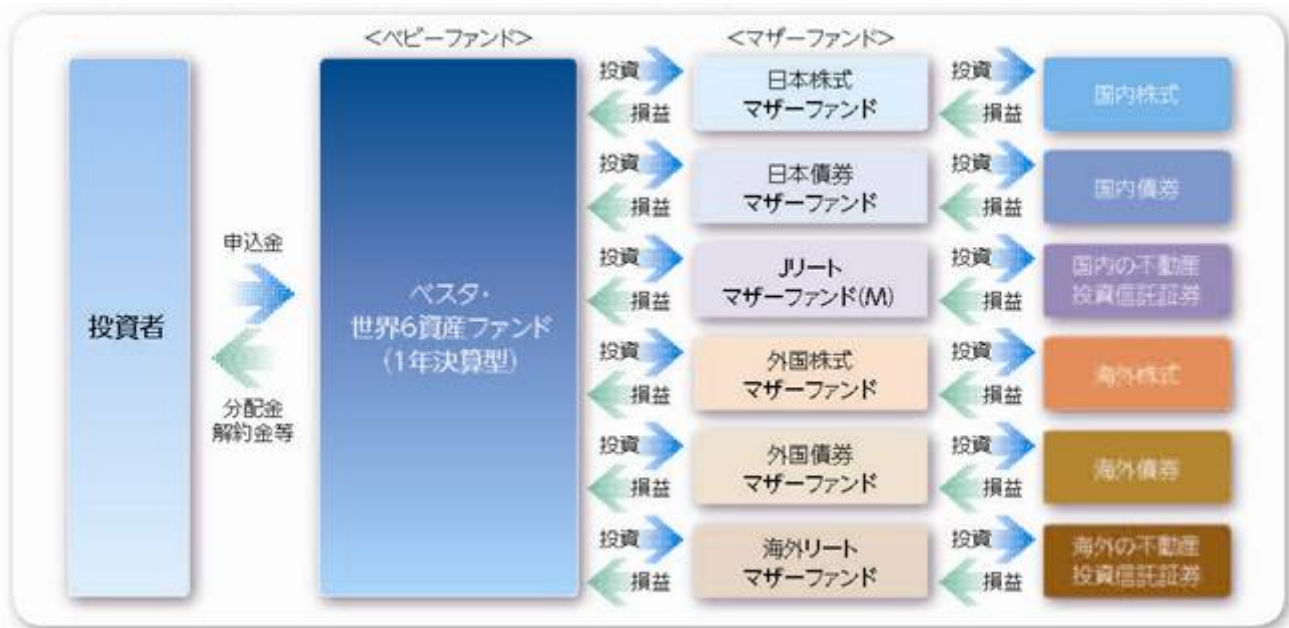 <ベビーファンド>
<マザーファンド>
投資者
申込金
分配金
解約金等
ベスタ・
世界6資産ファンド
(1年決算型)
投資
損益
日本株式
マザーファンド
投資
損益
国内株式
投資
損益
日本債券
マザーファンド
投資
損益
国内債券
投資
損益
Jリート
マザーファンド(M)
投資
損益
国内の不動産
投資信託証券
投資
損益
外国株式
マザーファンド
投資
損益
海外株式
投資
損益
外国債券
マザーファンド
投資
損益
海外債券
投資
損益
海外リート
マザーファンド
投資
損益
海外の不動産
投資信託証券